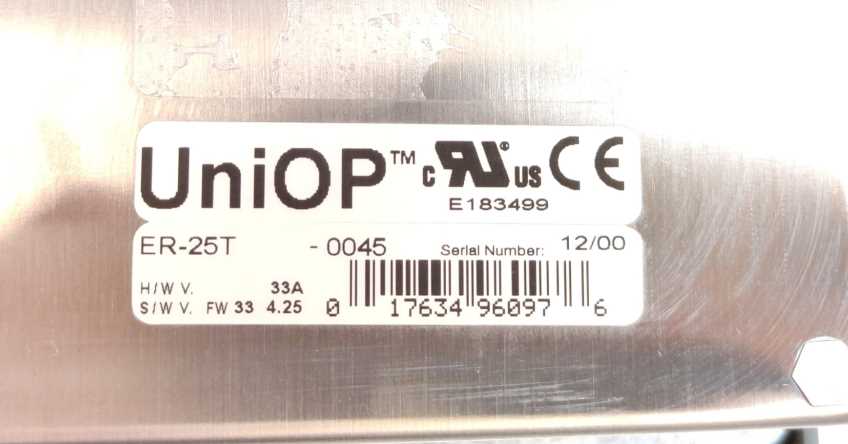 UniOP™ c RU® US CE
E183499
ER-25T - 0045 Serial Number: 12/00
H/W V. 33A
S/W V. FW 33 4.25
0 17634 96097 6